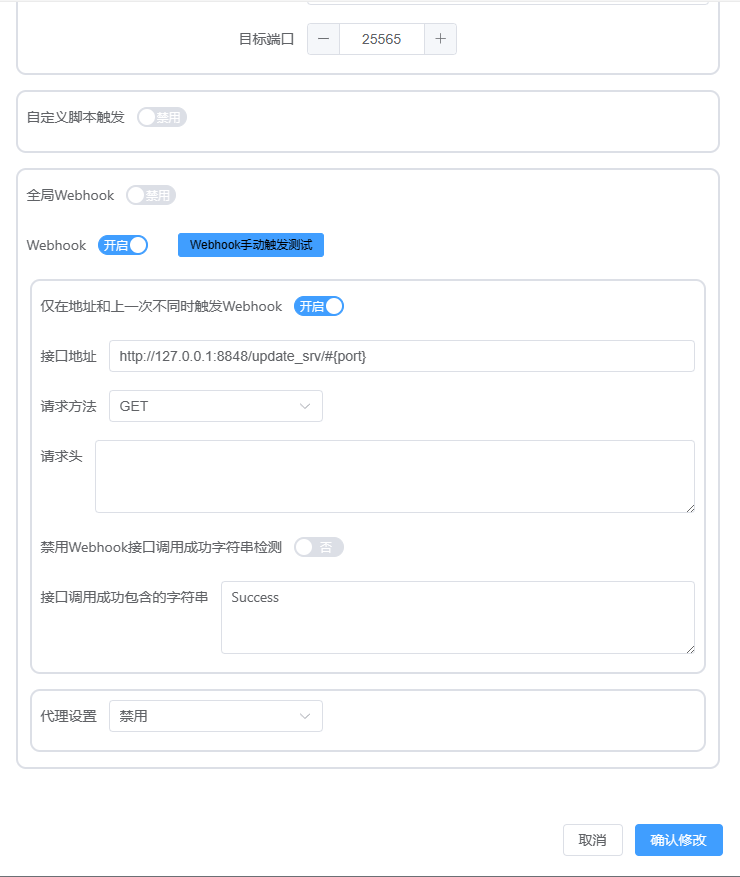 目标端口 25565
自定义脚本触发 禁用
全局Webhook 禁用
Webhook 开启 Webhook手动触发测试
仅在地址和上一次不同时触发Webhook 开启
接口地址 http://127.0.0.1:8848/update_srv/#{port}
请求方法 GET
请求头
禁用Webhook接口调用成功字符串检测 否
接口调用成功包含的字符串 Success
代理设置 禁用
取消 确认修改